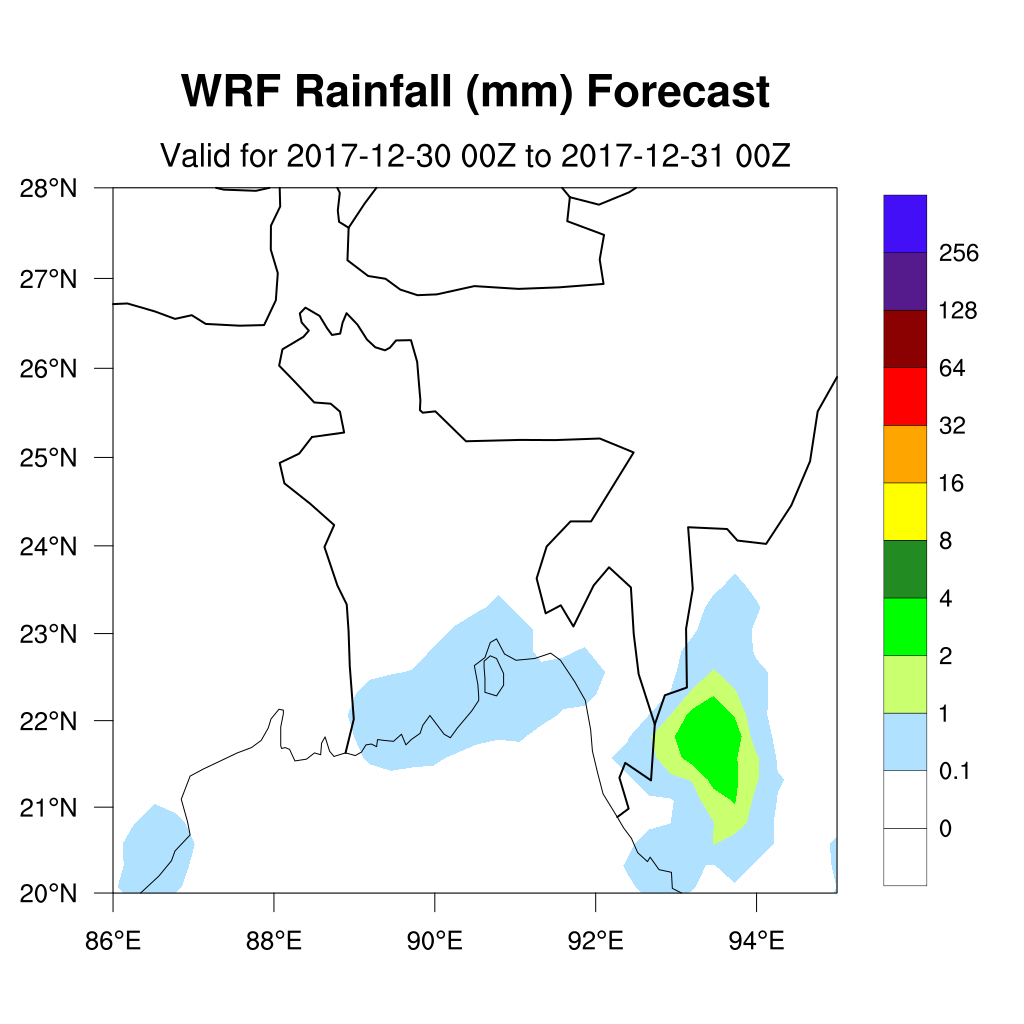 WRF Rainfall (mm) Forecast
Valid for 2017-12-30 00Z to 2017-12-31 00Z
28°N
27°N
26°N
25°N
24°N
23°N
22°N
21°N
20°N
86°E
88°E
90°E
92°E
94°E
256
128
64
32
16
8
4
2
1
0.1
0